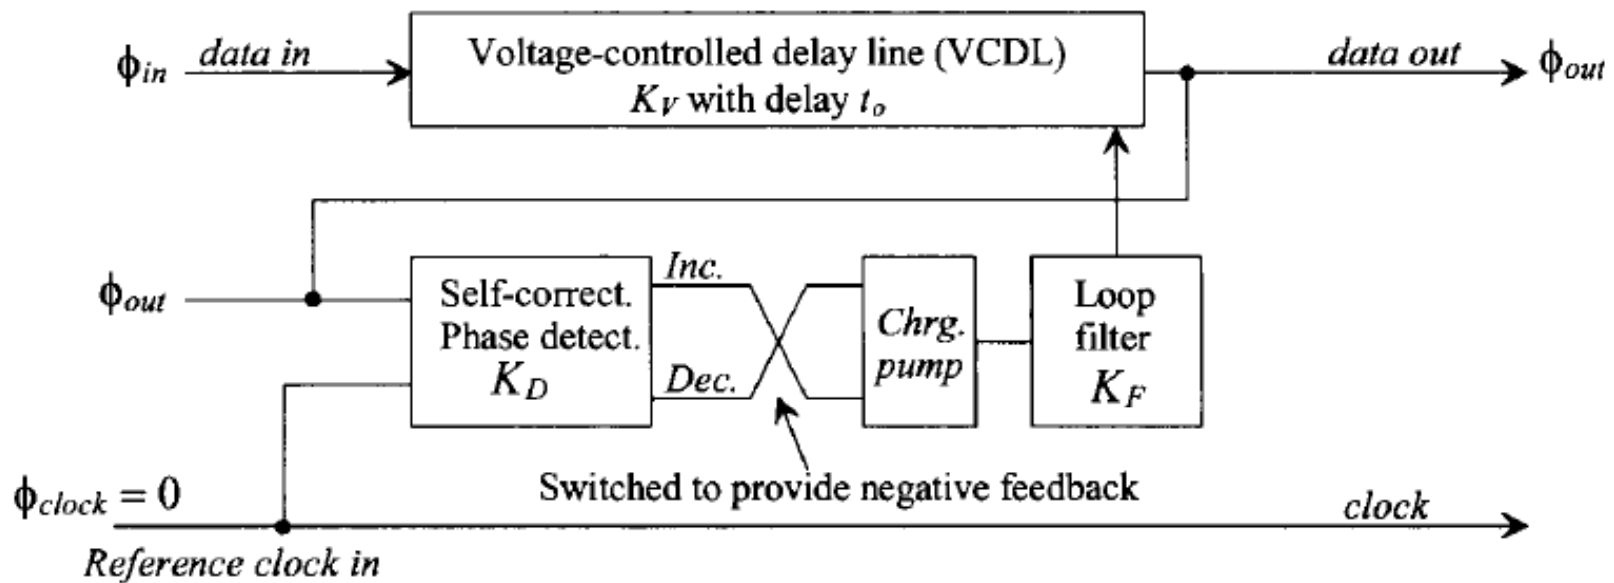 ϕin data in
Voltage-controlled delay line (VCDL)
KV with delay to
data out ϕout
ϕout
Self-correct.
Phase detect.
KD
Inc.
Dec.
Chrg.
pump
Loop
filter
KF
Switched to provide negative feedback
ϕclock = 0
clock
Reference clock in